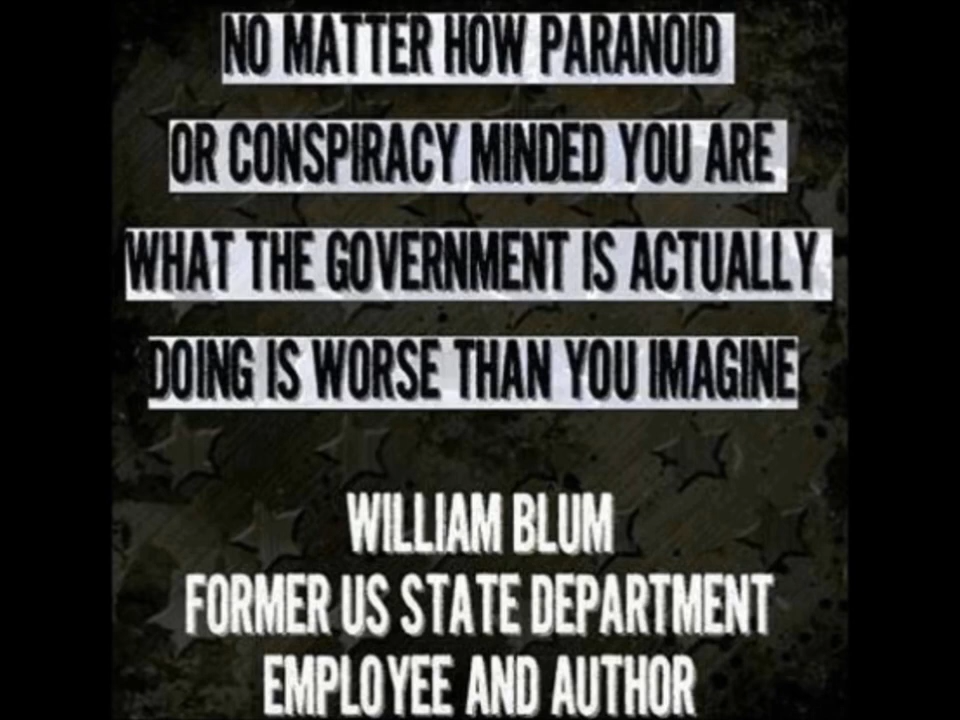 NO MATTER HOW PARANOID
OR CONSPIRACY MINDED YOU ARE
WHAT THE GOVERNMENT IS ACTUALLY
DOING IS WORSE THAN YOU IMAGINE
WILLIAM BLUM
FORMER US STATE DEPARTMENT
EMPLOYEE AND AUTHOR